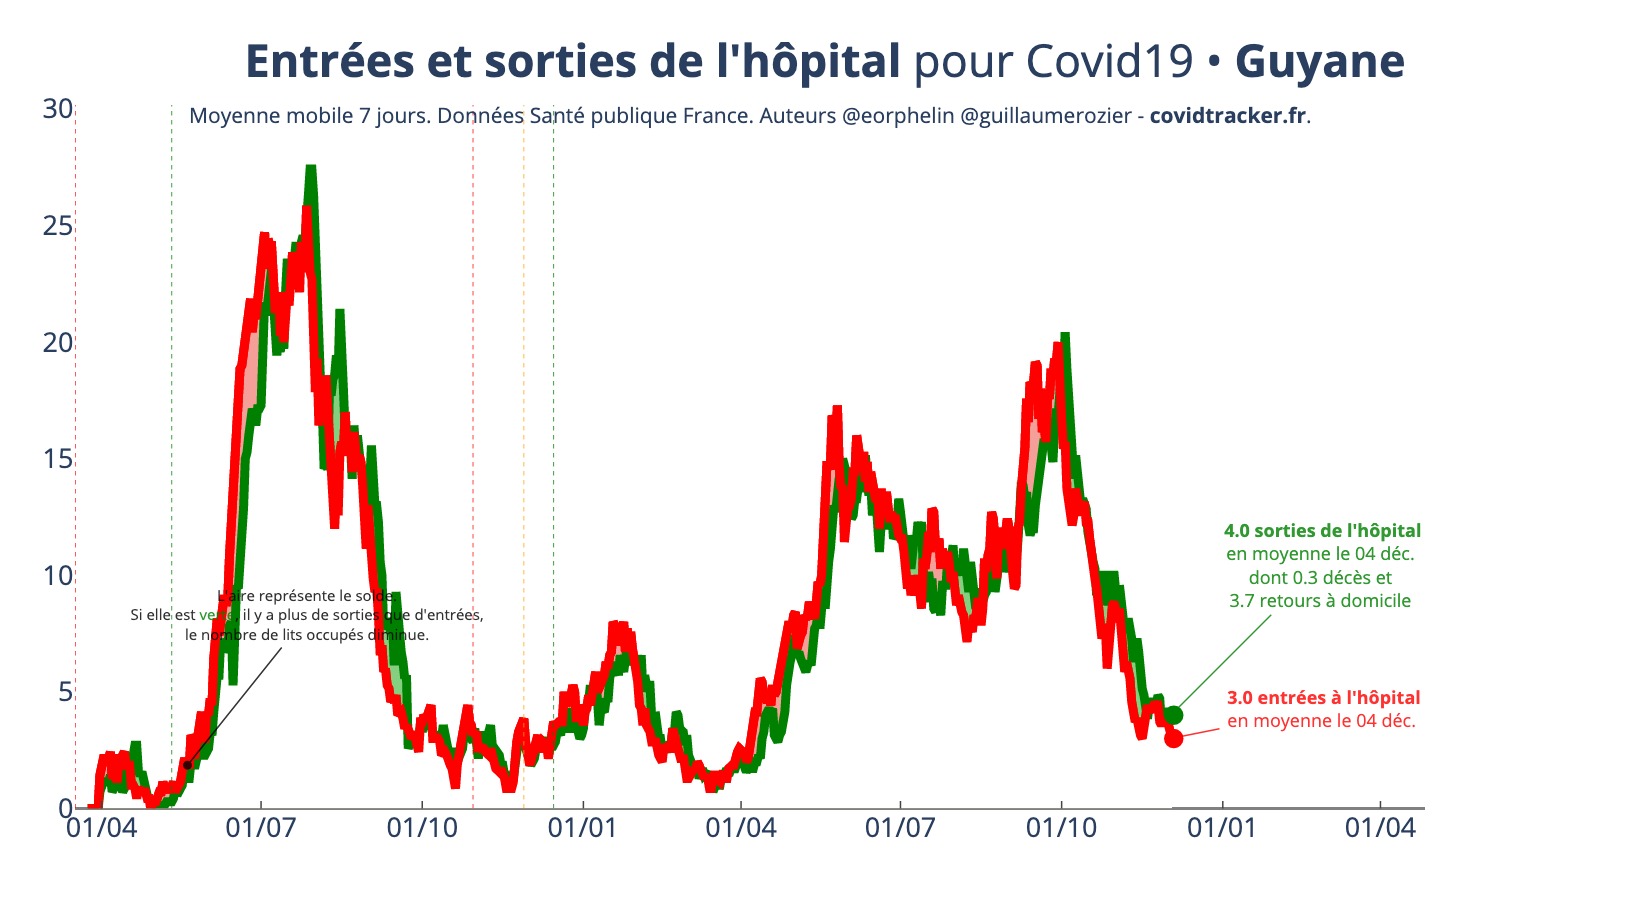 Entrées et sorties de l'hôpital pour Covid19 • Guyane
Moyenne mobile 7 jours. Données Santé publique France. Auteurs @eorphelin @guillaumerozier - covidtracker.fr.
30
25
20
15
10
5
0
L'aire représente le solde.
Si elle est verte, il y a plus de sorties que d'entrées,
le nombre de lits occupés diminue.
4.0 sorties de l'hôpital
en moyenne le 04 déc.
dont 0.3 décès et
3.7 retours à domicile
3.0 entrées à l'hôpital
en moyenne le 04 déc.
01/04 01/07 01/10 01/01 01/04 01/07 01/10 01/01 01/04